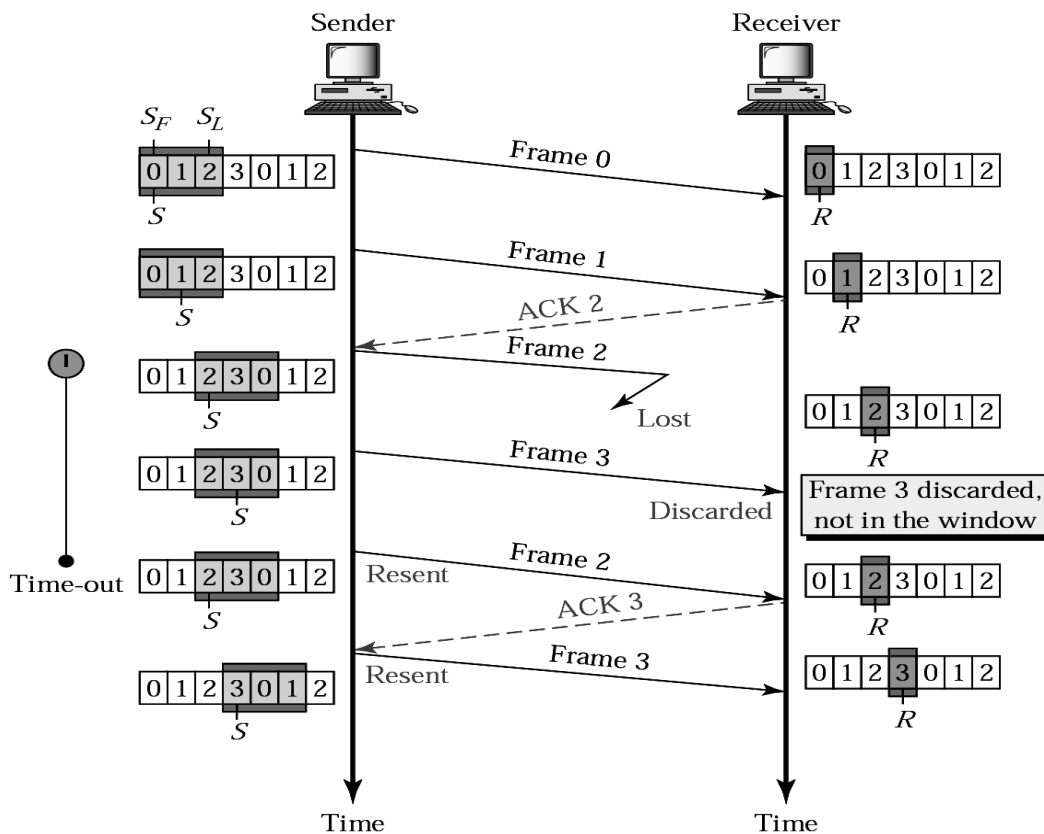 Sender
Receiver
S_F S_L
0 1 2 3 0 1 2
S
Frame 0
0 1 2 3 0 1 2
R
0 1 2 3 0 1 2
S
Frame 1
0 1 2 3 0 1 2
R
ACK 2
0 1 2 3 0 1 2
S
Frame 2
Lost
0 1 2 3 0 1 2
R
0 1 2 3 0 1 2
S
Frame 3
Discarded
Frame 3 discarded,
not in the window
Time-out
0 1 2 3 0 1 2
S
Resent
Frame 2
0 1 2 3 0 1 2
R
ACK 3
0 1 2 3 0 1 2
S
Resent
Frame 3
0 1 2 3 0 1 2
R
Time
Time